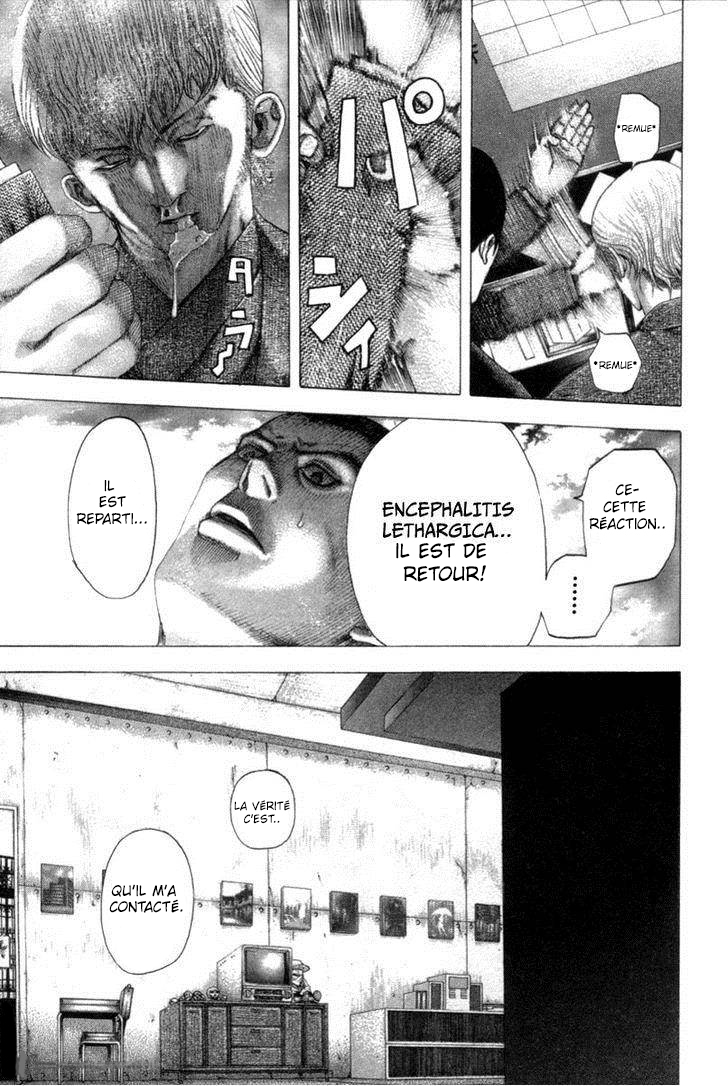 *REMUE*
*REMUE*
パ
シィ
タラ～
CE-
CETTE
RÉACTION..
......
ENCEPHALITIS
LETHARGICA...
IL EST DE
RETOUR!
IL
EST
REPARTI...
LA VÉRITÉ
C'EST..
QU'IL M'A
CONTACTÉ.